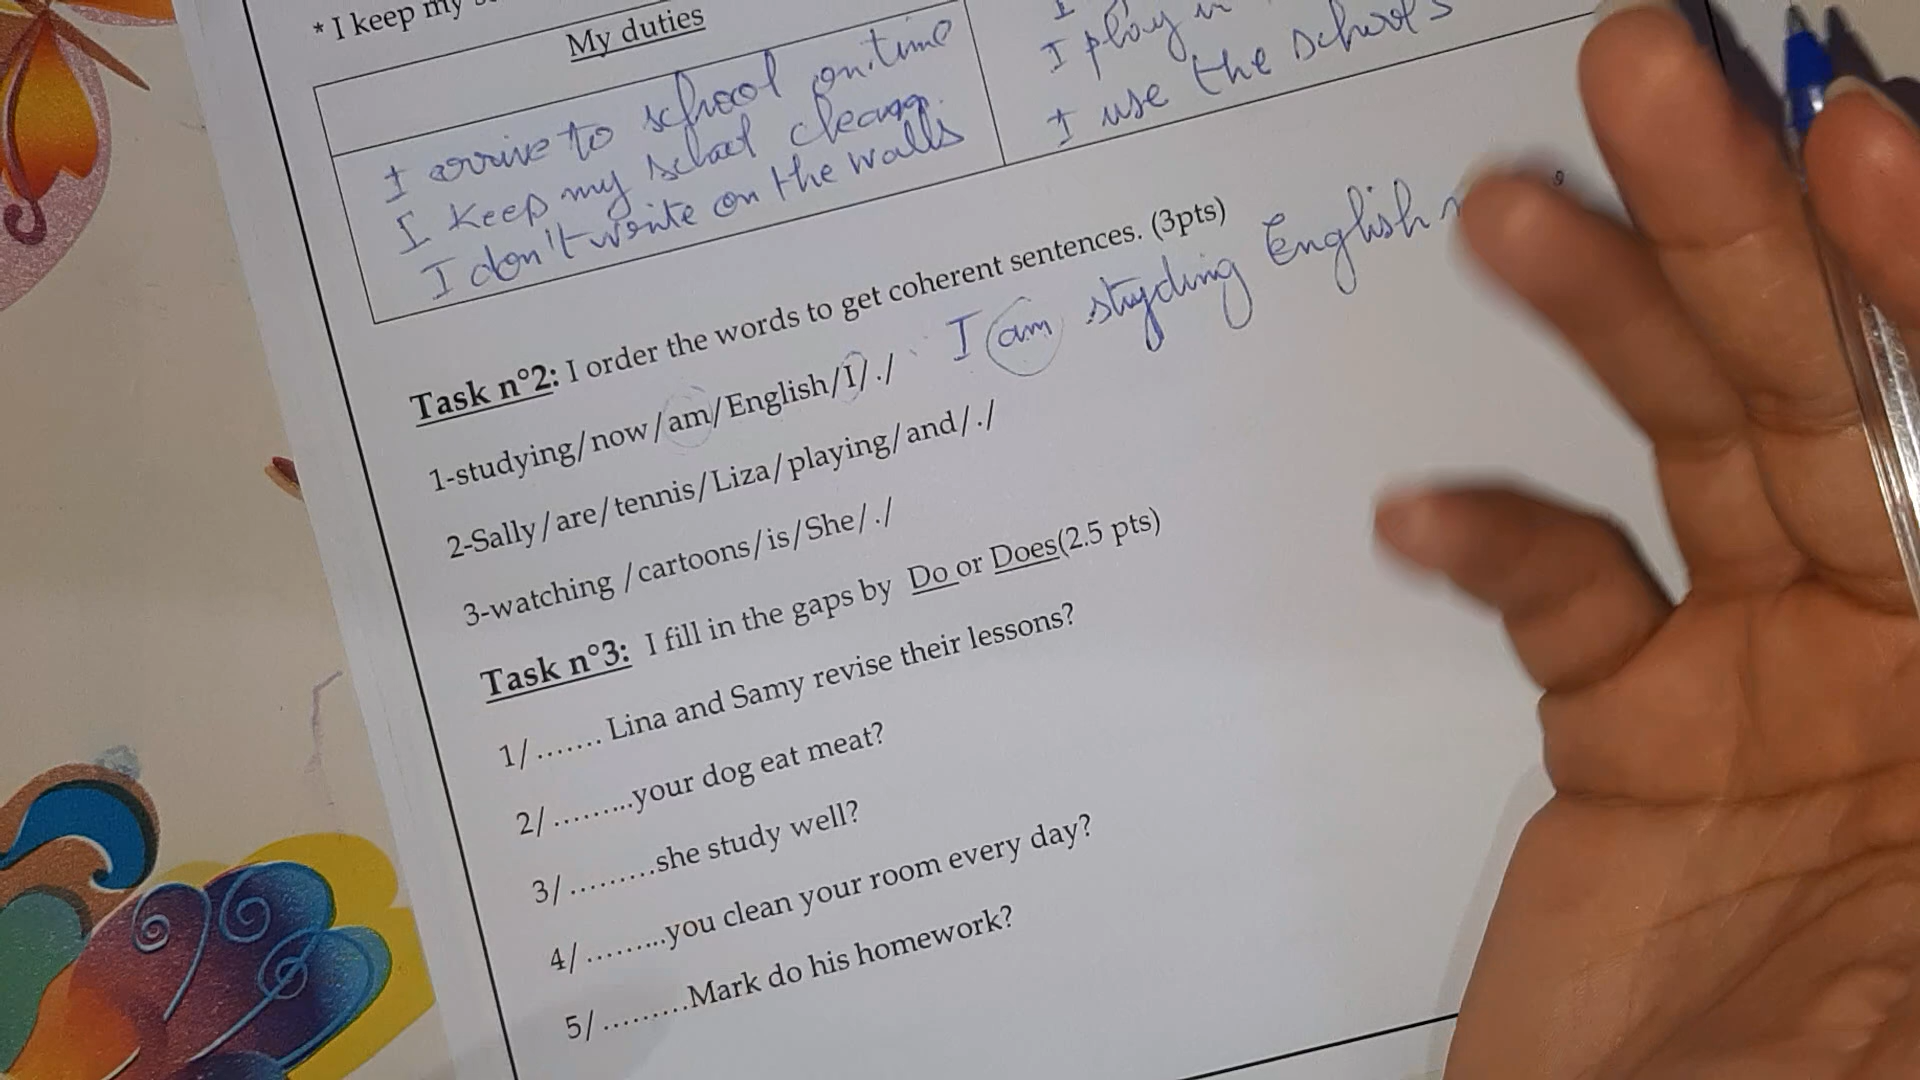 * I keep my
My duties
I arrive to school on time
I keep my school clean
I don't write on the walls
I play in
I use the school's
Task n°2: I order the words to get coherent sentences. (3pts)
1-studying/now/am/English/I/./ I am studying English
2-Sally/are/tennis/Liza/playing/and/./
3-watching /cartoons/is/She/./
Task n°3: I fill in the gaps by Do or Does(2.5 pts)
1/....... Lina and Samy revise their lessons?
2/.........your dog eat meat?
3/.........she study well?
4/.........you clean your room every day?
5/.........Mark do his homework?